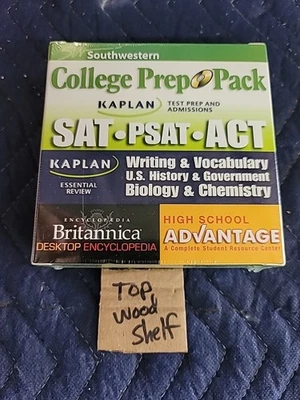 Southwestern
College Prep Pack
KAPLAN TEST PREP AND
ADMISSIONS
SAT • PSAT • ACT
KAPLAN
ESSENTIAL
REVIEW
Writing & Vocabulary
U.S. History & Government
Biology & Chemistry
ENCYCLOPÆDIA
Britannica
DESKTOP ENCYCLOPEDIA
HIGH SCHOOL
ADVANTAGE
A Complete Student Resource Center
TOP
WOOD
Shelf